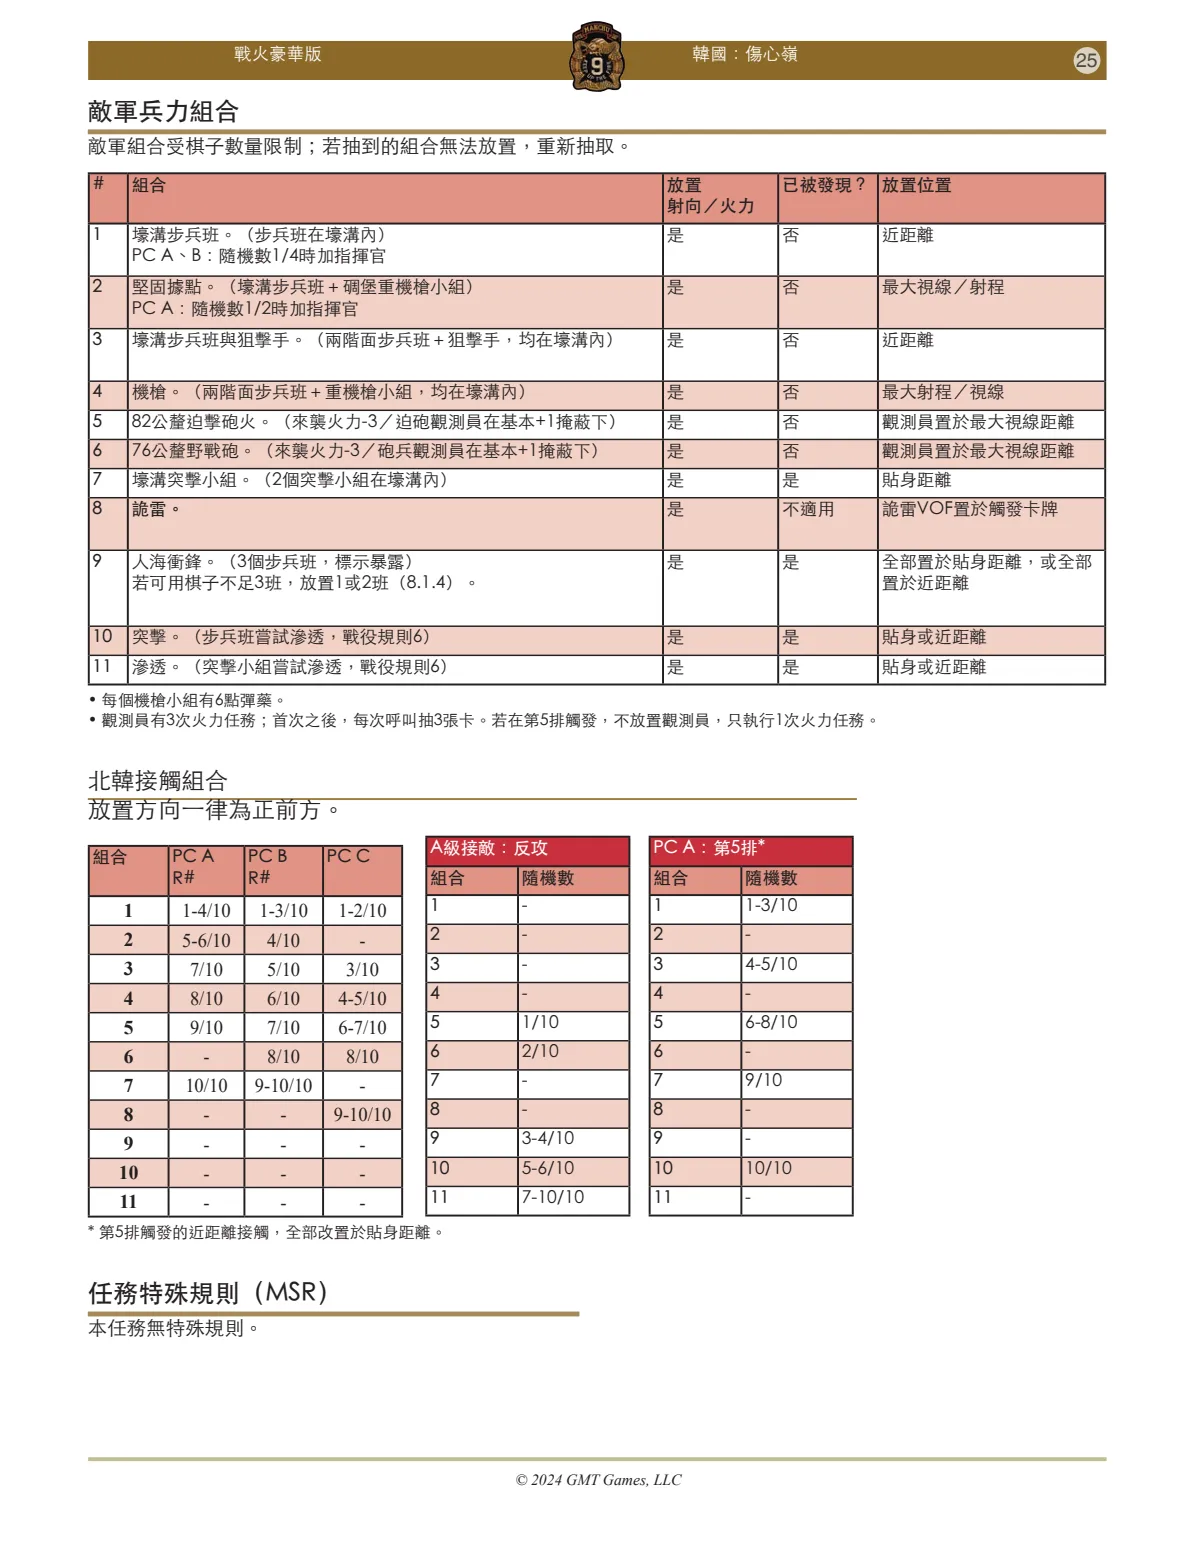 戰火豪華版
MANCHU
9
韓國：傷心嶺
25
敵軍兵力組合
敵軍組合受棋子數量限制；若抽到的組合無法放置，重新抽取。
# 組合 放置 已被發現？ 放置位置
射向／火力
1 壕溝步兵班。（步兵班在壕溝內） 是 否 近距離
PC A、B：隨機數1/4時加指揮官
2 堅固據點。（壕溝步兵班＋碉堡重機槍小組） 是 否 最大視線／射程
PC A：隨機數1/2時加指揮官
3 壕溝步兵班與狙擊手。（兩階面步兵班＋狙擊手，均在壕溝內） 是 否 近距離
4 機槍。（兩階面步兵班＋重機槍小組，均在壕溝內） 是 否 最大射程／視線
5 82公釐迫擊砲火。（來襲火力-3／迫砲觀測員在基本+1掩蔽下） 是 否 觀測員置於最大視線距離
6 76公釐野戰砲。（來襲火力-3／砲兵觀測員在基本+1掩蔽下） 是 否 觀測員置於最大視線距離
7 壕溝突擊小組。（2個突擊小組在壕溝內） 是 是 貼身距離
8 詭雷。 是 不適用 詭雷VOF置於觸發卡牌
9 人海衝鋒。（3個步兵班，標示暴露） 是 是 全部置於貼身距離，或全部
若可用棋子不足3班，放置1或2班（8.1.4）。 置於近距離
10 突擊。（步兵班嘗試滲透，戰役規則6） 是 是 貼身或近距離
11 滲透。（突擊小組嘗試滲透，戰役規則6） 是 是 貼身或近距離
• 每個機槍小組有6點彈藥。
• 觀測員有3次火力任務；首次之後，每次呼叫抽3張卡。若在第5排觸發，不放置觀測員，只執行1次火力任務。
北韓接觸組合
放置方向一律為正前方。
組合 PC A PC B PC C
R# R#
1 1-4/10 1-3/10 1-2/10
2 5-6/10 4/10 -
3 7/10 5/10 3/10
4 8/10 6/10 4-5/10
5 9/10 7/10 6-7/10
6 - 8/10 8/10
7 10/10 9-10/10 -
8 - - 9-10/10
9 - - -
10 - - -
11 - - -
A級接敵：反攻
組合 隨機數
1 -
2 -
3 -
4 -
5 1/10
6 2/10
7 -
8 -
9 3-4/10
10 5-6/10
11 7-10/10
PC A：第5排*
組合 隨機數
1 1-3/10
2 -
3 4-5/10
4 -
5 6-8/10
6 -
7 9/10
8 -
9 -
10 10/10
11 -
* 第5排觸發的近距離接觸，全部改置於貼身距離。
任務特殊規則（MSR）
本任務無特殊規則。
© 2024 GMT Games, LLC